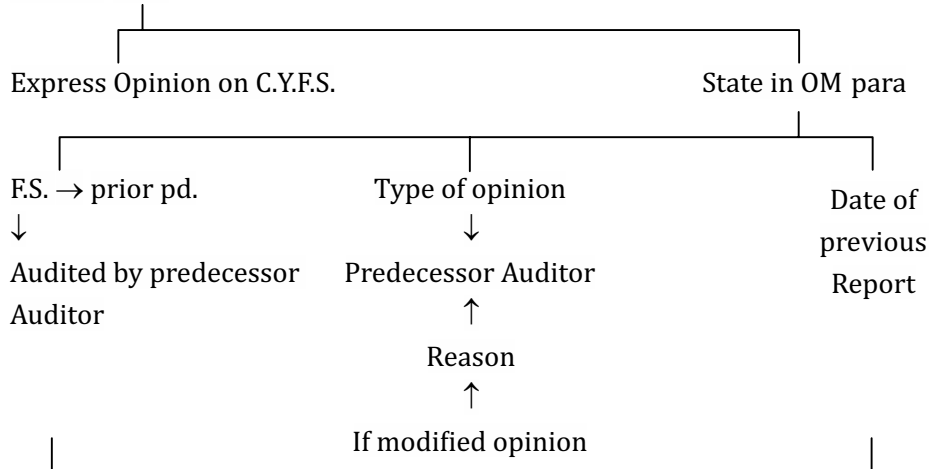 Express Opinion on C.Y.F.S.
State in OM para
F.S. → prior pd.
↓
Audited by predecessor
Auditor
Type of opinion
↓
Predecessor Auditor
↑
Reason
↑
If modified opinion
Date of
previous
Report